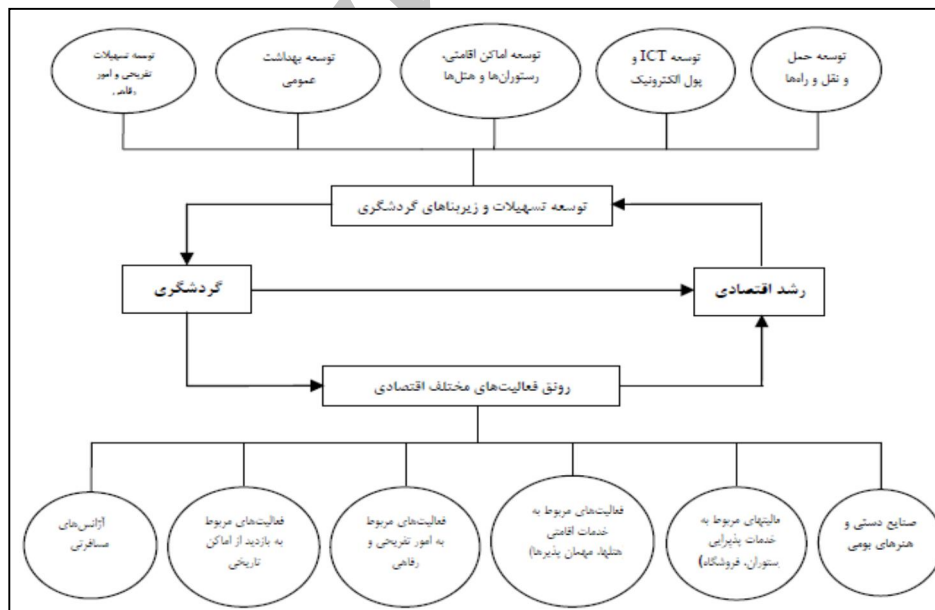 توسعه حمل
و نقل و راه‌ها
توسعه ICT و
پول الکترونیک
توسعه اماکن اقامتی،
رستوران‌ها و هتل‌ها
توسعه بهداشت
عمومی
توسعه تسهیلات
تفریحی و امور
رفاهی
توسعه تسهیلات و زیربناهای گردشگری
رشد اقتصادی
گردشگری
رونق فعالیت‌های مختلف اقتصادی
صنایع دستی و
هنرهای بومی
عالیتهای مربوط به
خدمات پذیرایی
ستوران، فروشگاه)
فعالیت‌های مربوط به
خدمات اقامتی
هتلها، مهمان پذیرها)
فعالیت‌های مربوط
به امور تفریحی و
رفاهی
فعالیت‌های مربوط
به بازدید از اماکن
تاریخی
آژانس‌های
مسافرتی